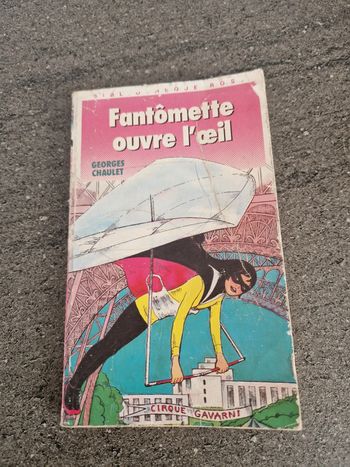 BIBLIOTHÈQUE ROSE
Fantômette
ouvre l'œil
GEORGES
CHAULET
CIRQUE GAVARNI